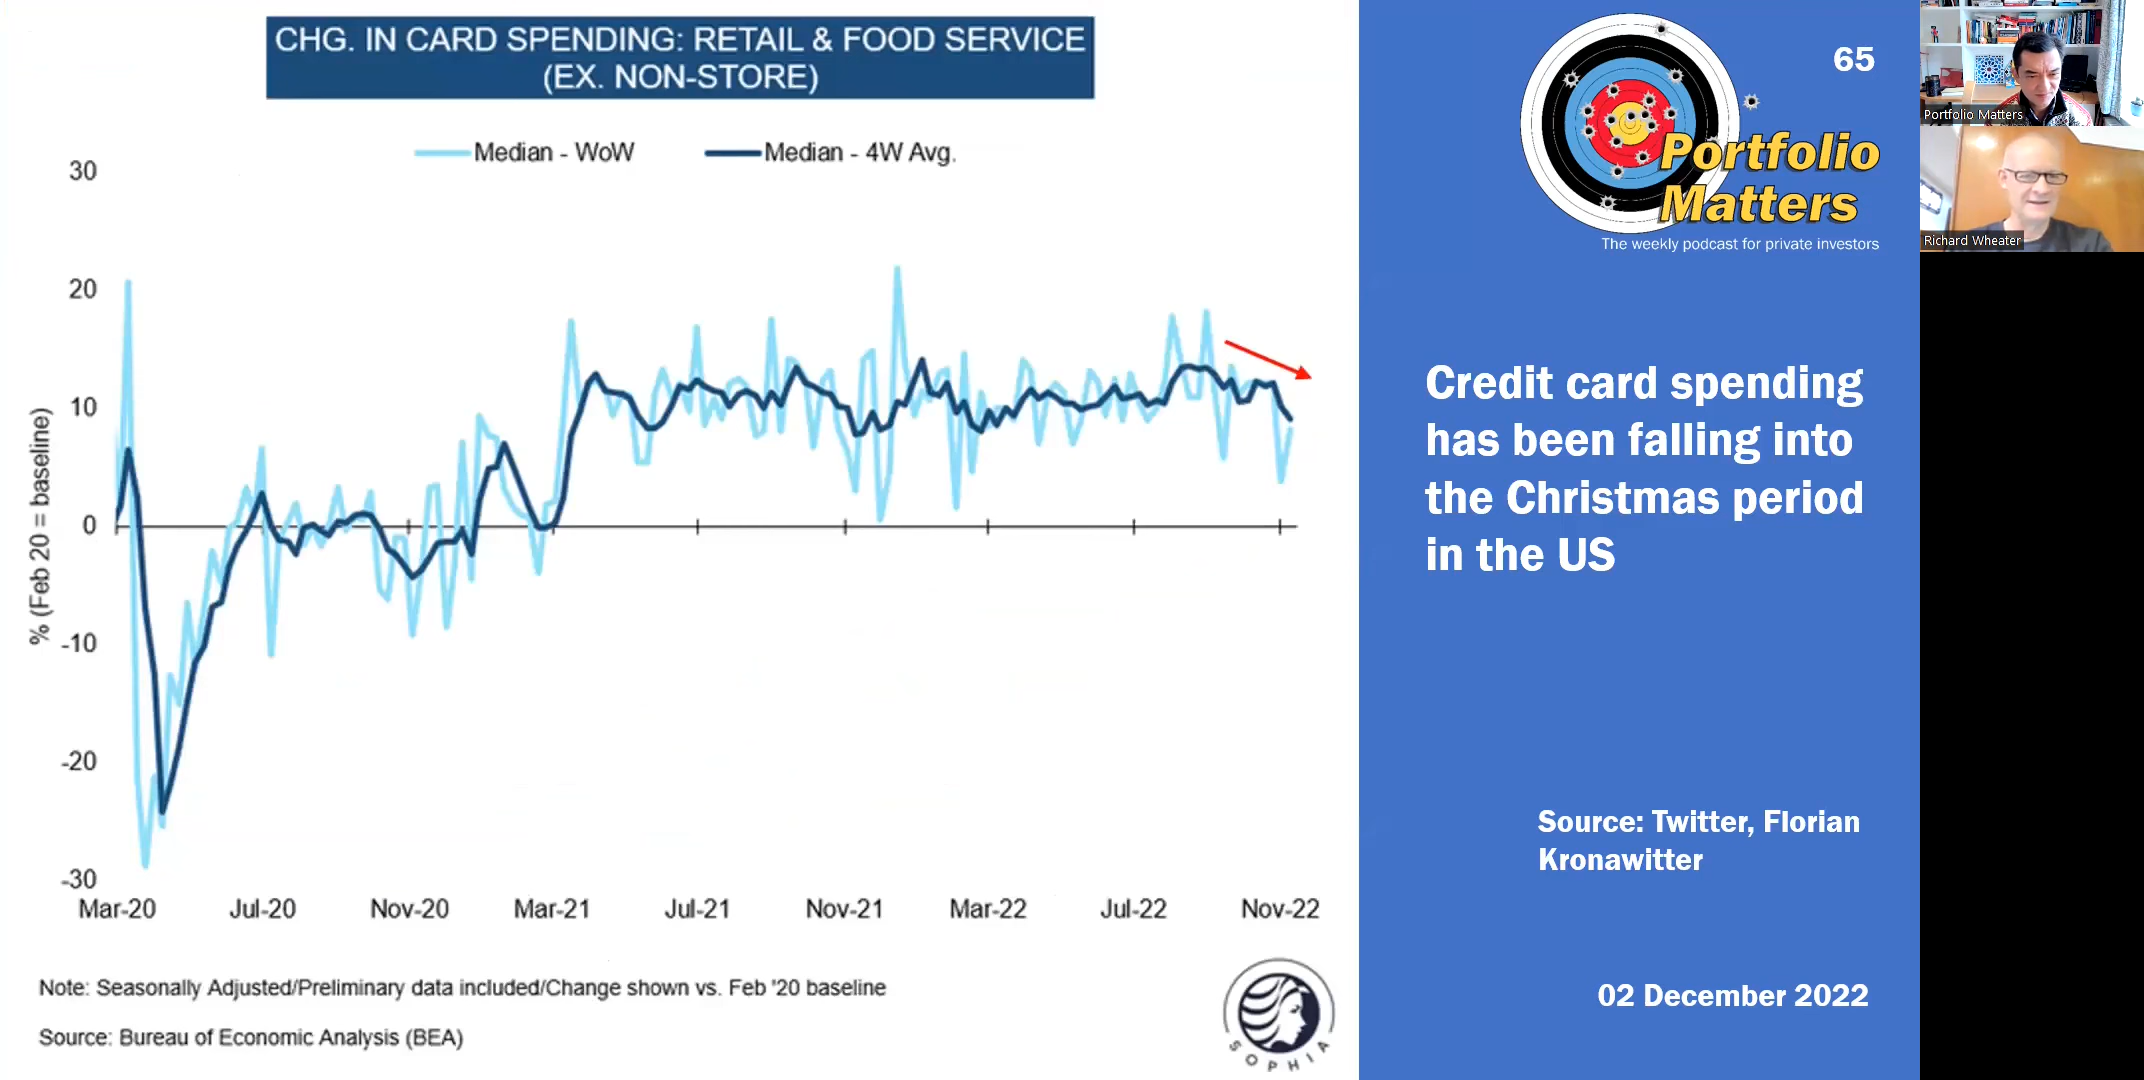 CHG. IN CARD SPENDING: RETAIL & FOOD SERVICE
(EX. NON-STORE)
Median - WoW
Median - 4W Avg.
% (Feb 20 = baseline)
30
20
10
0
-10
-20
-30
Mar-20
Jul-20
Nov-20
Mar-21
Jul-21
Nov-21
Mar-22
Jul-22
Nov-22
Note: Seasonally Adjusted/Preliminary data included/Change shown vs. Feb '20 baseline
Source: Bureau of Economic Analysis (BEA)
SOPHIA
65
Portfolio
Matters
The weekly podcast for private investors
Credit card spending
has been falling into
the Christmas period
in the US
Source: Twitter, Florian
Kronawitter
02 December 2022
Portfolio Matters
Richard Wheater